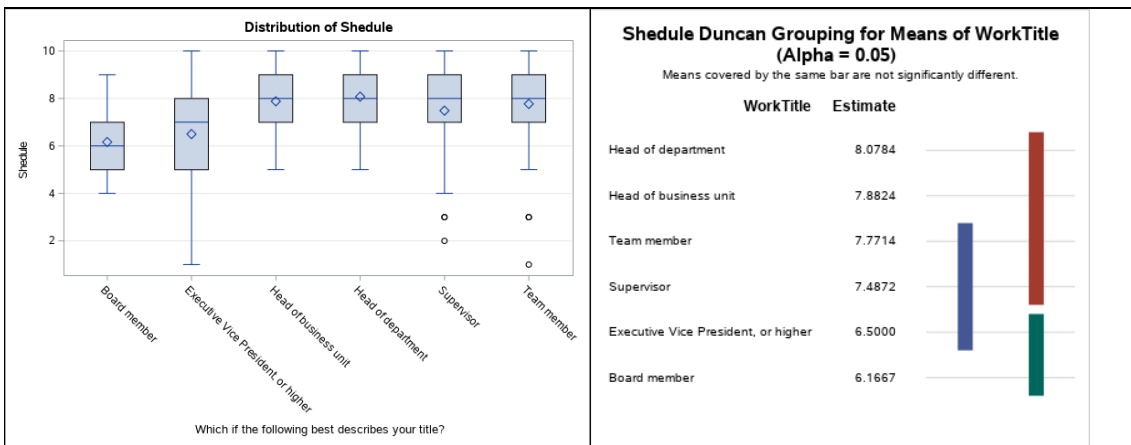 Distribution of Shedule
10
8
6
4
2
Shedule
Board member
Executive Vice President, or higher
Head of business unit
Head of department
Supervisor
Team member
Which if the following best describes your title?
Shedule Duncan Grouping for Means of WorkTitle
(Alpha = 0.05)
Means covered by the same bar are not significantly different.
WorkTitle Estimate
Head of department 8.0784
Head of business unit 7.8824
Team member 7.7714
Supervisor 7.4872
Executive Vice President, or higher 6.5000
Board member 6.1667